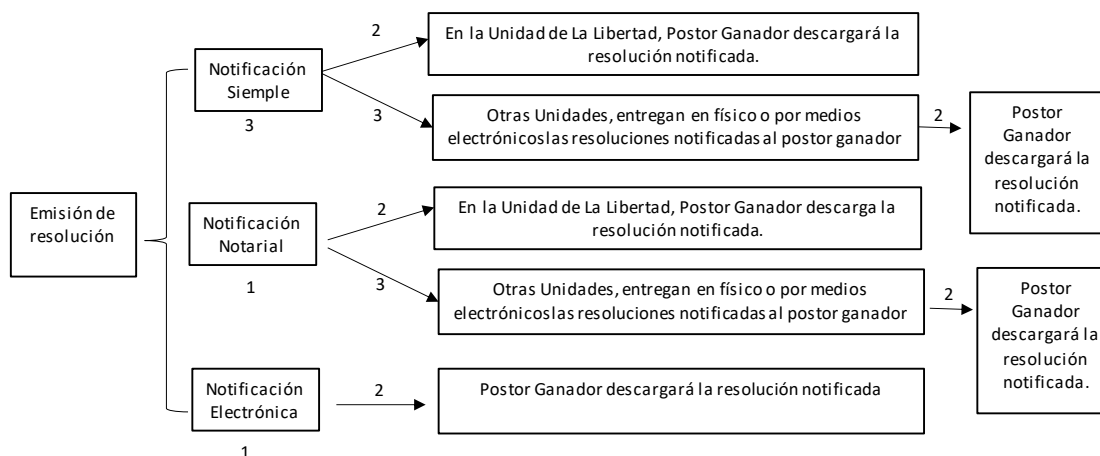 Emisión de
resolución
Notificación
Siemple
3
2
En la Unidad de La Libertad, Postor Ganador descargará la
resolución notificada.
3
Otras Unidades, entregan en físico o por medios
electrónicos las resoluciones notificadas al postor ganador
2
Postor
Ganador
descargará la
resolución
notificada.
Notificación
Notarial
1
2
En la Unidad de La Libertad, Postor Ganador descarga la
resolución notificada.
3
Otras Unidades, entregan en físico o por medios
electrónicos las resoluciones notificadas al postor ganador
2
Postor
Ganador
descargará la
resolución
notificada.
Notificación
Electrónica
1
2
Postor Ganador descargará la resolución notificada